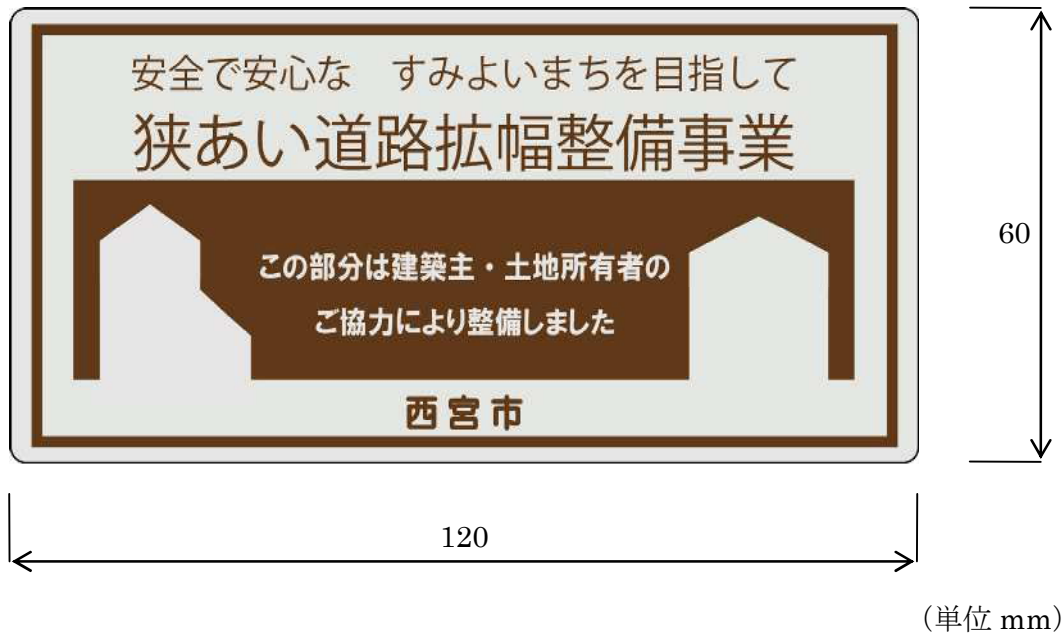 安全で安心な　すみよいまちを目指して
狭あい道路拡幅整備事業
この部分は建築主・土地所有者の
ご協力により整備しました
西宮市
60
120
（単位 mm）